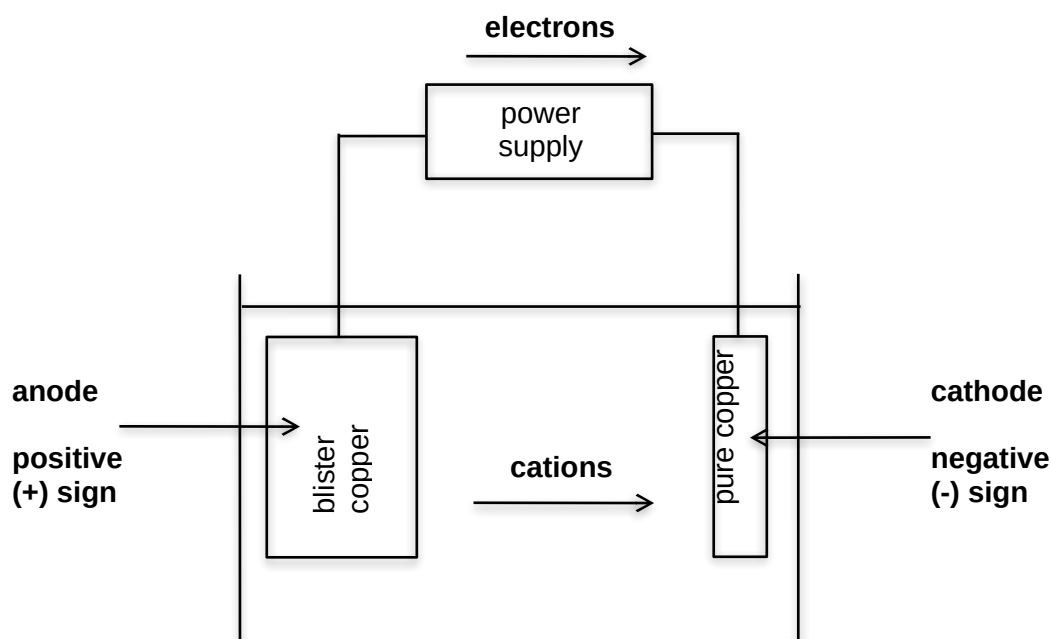 electrons
power
supply
anode
positive
(+) sign
blister
copper
cations
pure copper
cathode
negative
(-) sign